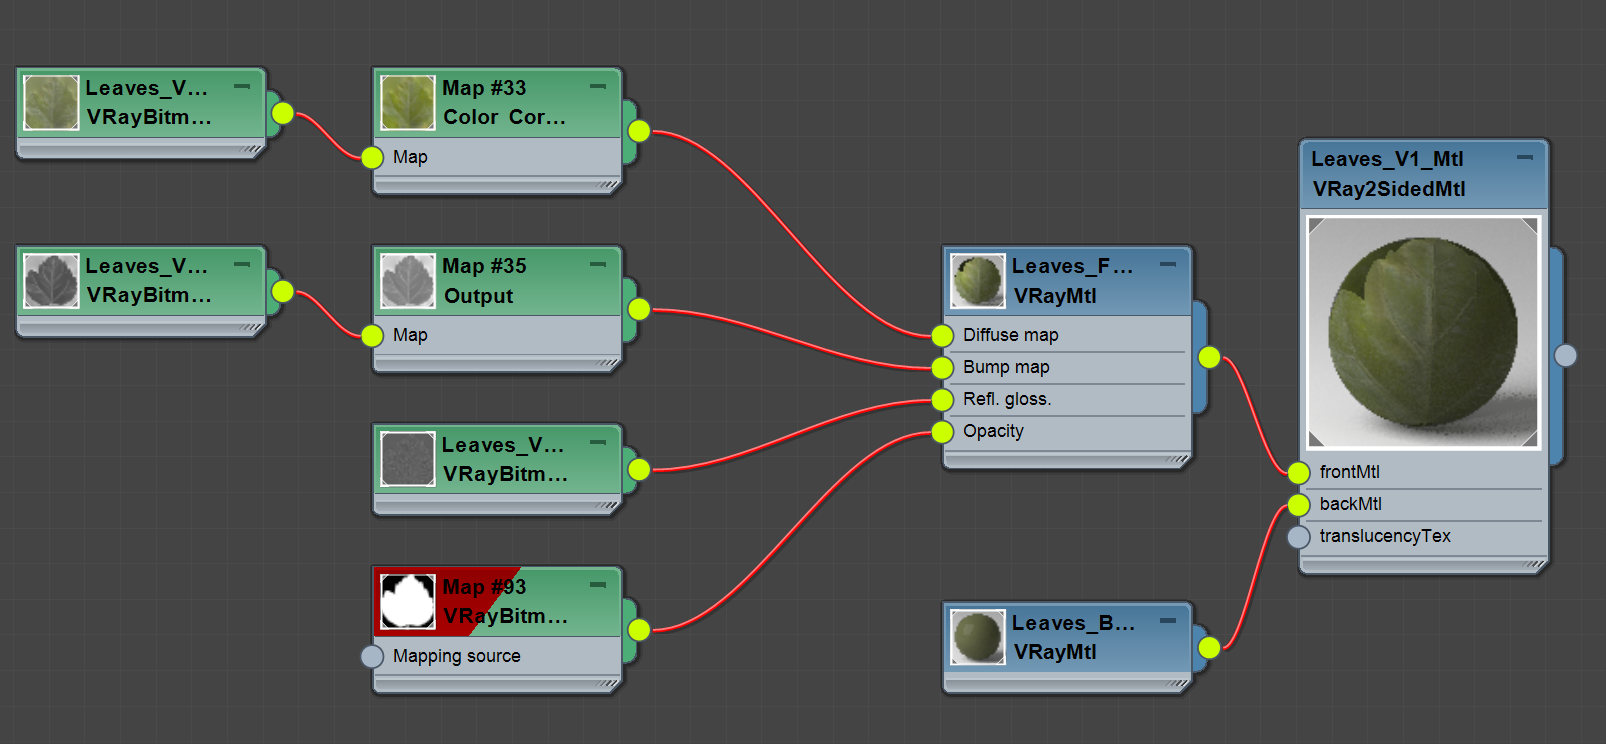 Leaves_V...
VRayBitm...
Map #33
Color Cor...
Map
Leaves_V...
VRayBitm...
Map #35
Output
Map
Leaves_V...
VRayBitm...
Map #93
VRayBitm...
Mapping source
Leaves_F...
VRayMtl
Diffuse map
Bump map
Refl. gloss.
Opacity
Leaves_B...
VRayMtl
Leaves_V1_Mtl
VRay2SidedMtl
frontMtl
backMtl
translucencyTex